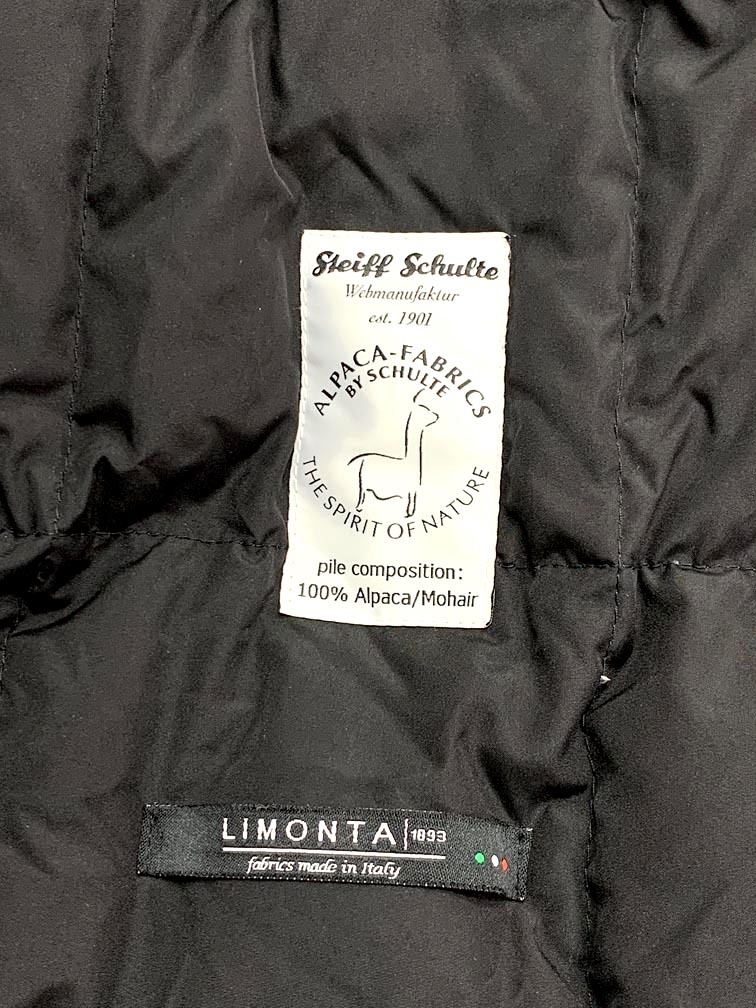 Steiff Schulte
Webmanufaktur
est. 1901
ALPACA-FABRICS
BY SCHULTE
THE SPIRIT OF NATURE
pile composition:
100% Alpaca/Mohair
LIMONTA|1893
fabrics made in Italy